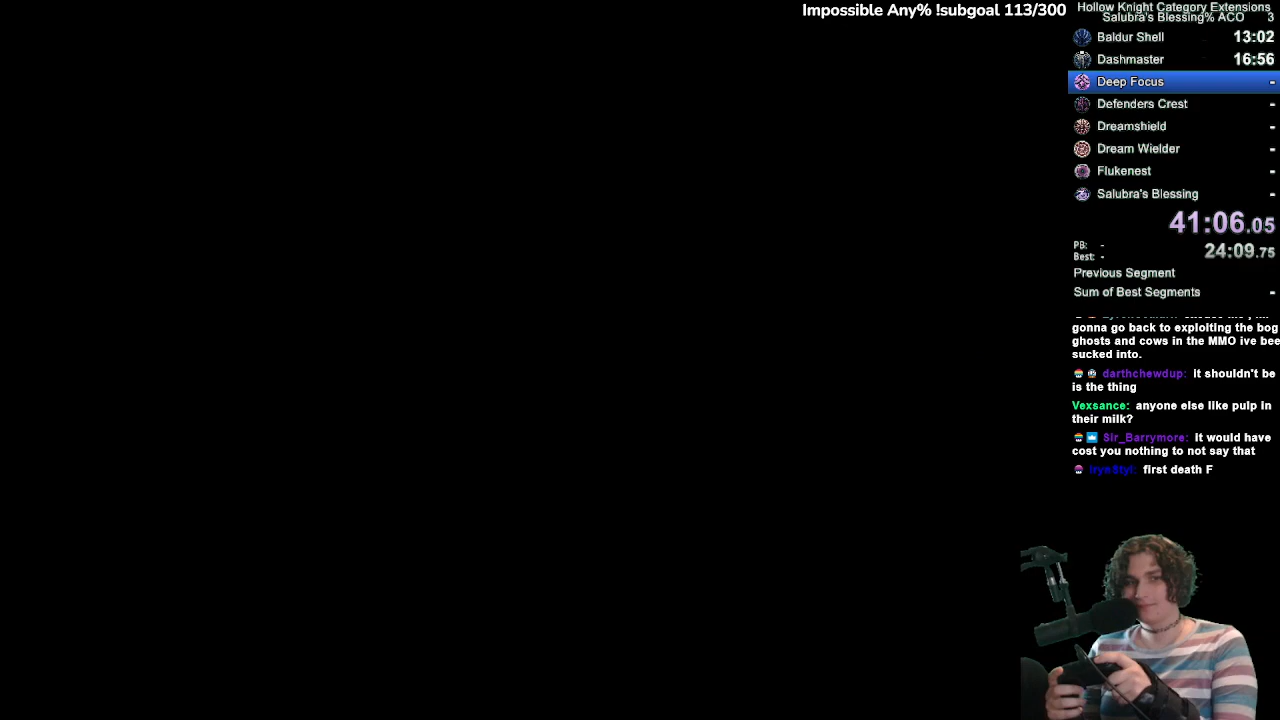 Impossible Any% !subgoal 113/300
Hollow Knight Category Extensions
Salubra's Blessing% ACO 3
Baldur Shell 13:02
Dashmaster 16:56
Deep Focus -
Defenders Crest -
Dreamshield -
Dream Wielder -
Flukenest -
Salubra's Blessing -
41:06.05
PB: -
24:09.75
Best: -
Previous Segment
Sum of Best Segments -
gonna go back to exploiting the bog
ghosts and cows in the MMO ive bee
sucked into.
darthchewdup: it shouldn't be
is the thing
Vexsance: anyone else like pulp in
their milk?
Sir_Barrymore: It would have
cost you nothing to not say that
first death F